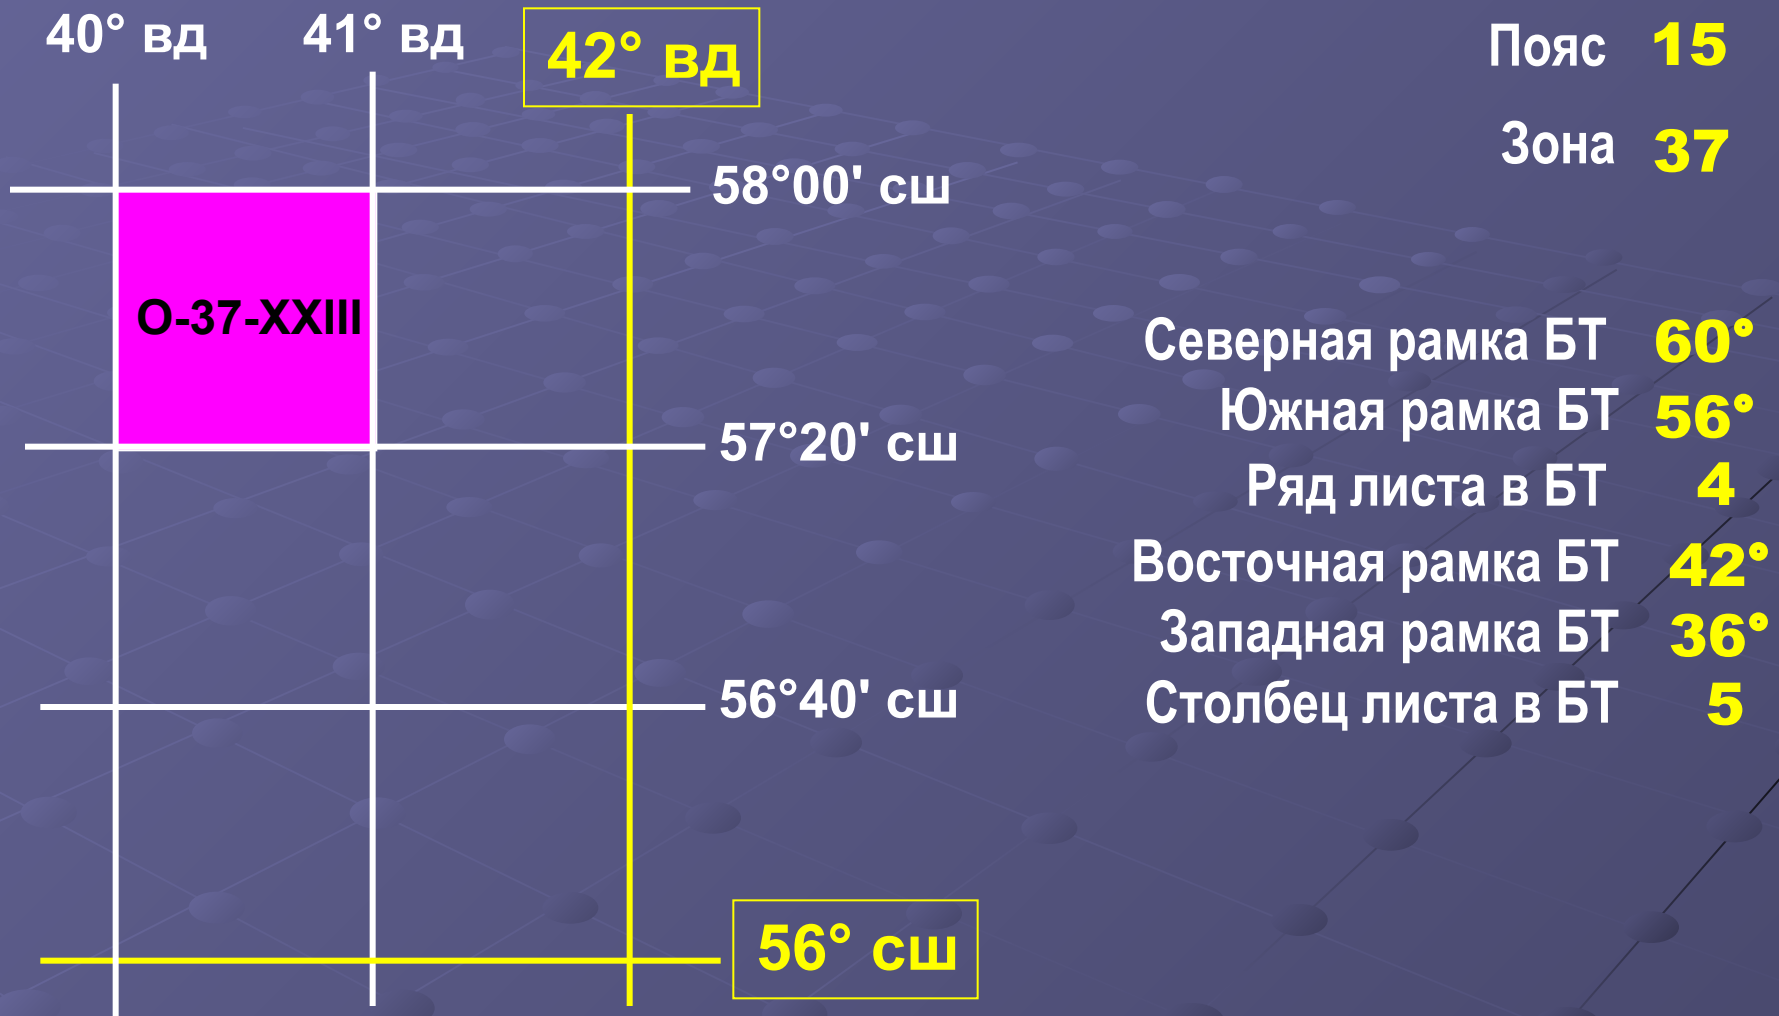 40° вд
41° вд
42° вд
Пояс 15
Зона 37
58°00' сш
О-37-XXIII
Северная рамка БТ 60°
Южная рамка БТ 56°
57°20' сш
Ряд листа в БТ 4
Восточная рамка БТ 42°
Западная рамка БТ 36°
56°40' сш
Столбец листа в БТ 5
56° сш